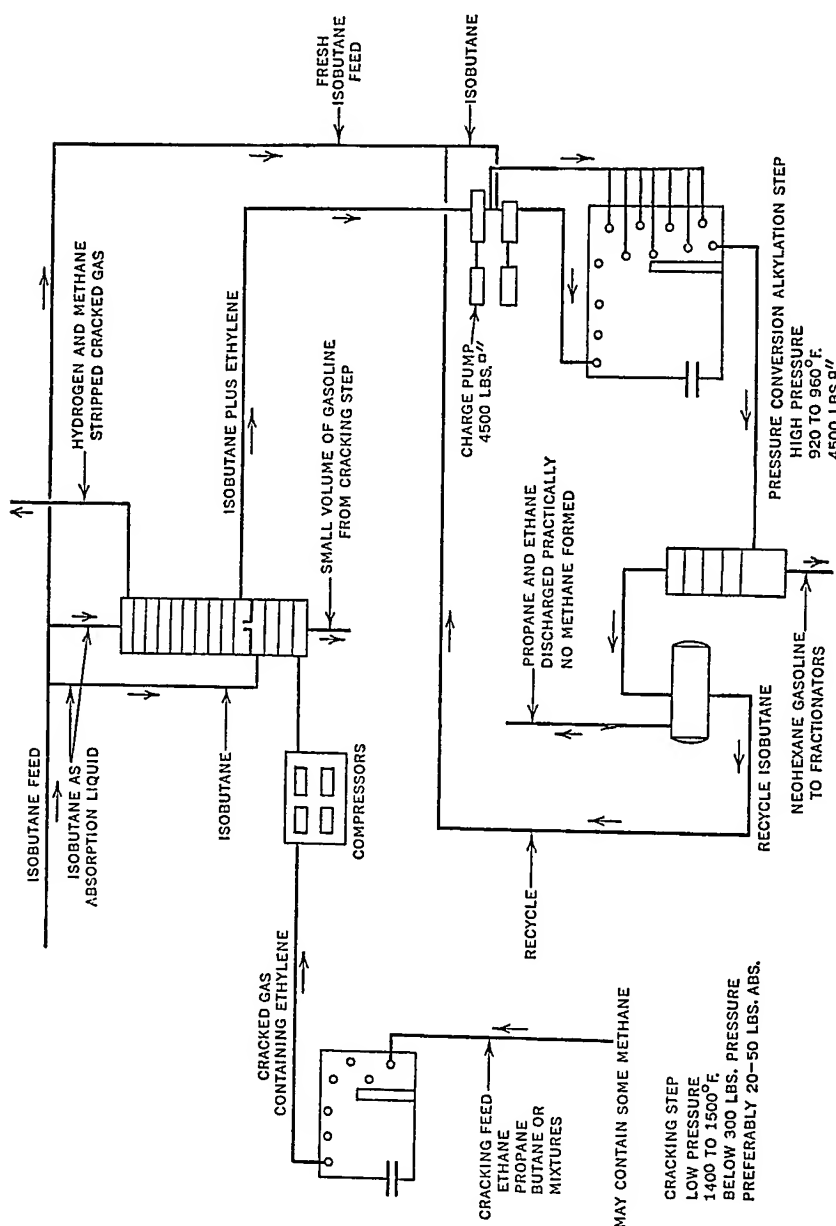 ISOBUTANE FEED
ISOBUTANE AS
ABSORPTION LIQUID
ISOBUTANE
HYDROGEN AND METHANE
STRIPPED CRACKED GAS
FRESH
ISOBUTANE
FEED
ISOBUTANE
ISOBUTANE PLUS ETHYLENE
SMALL VOLUME OF GASOLINE
FROM CRACKING STEP
COMPRESSORS
CRACKED GAS
CONTAINING ETHYLENE
CHARGE PUMP
4500 LBS.□"
PROPANE AND ETHANE
DISCHARGED PRACTICALLY
NO METHANE FORMED
RECYCLE
CRACKING FEED
ETHANE
PROPANE
BUTANE OR
MIXTURES
MAY CONTAIN SOME METHANE
CRACKING STEP
LOW PRESSURE
1400 TO 1500°F.
BELOW 300 LBS. PRESSURE
PREFERABLY 20-50 LBS. ABS.
RECYCLE ISOBUTANE
NEOHEXANE GASOLINE
TO FRACTIONATORS
PRESSURE CONVERSION ALKYLATION STEP
HIGH PRESSURE
920 TO 960°F.
4500 LBS.□"